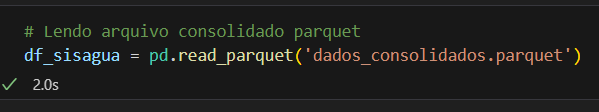 # Lendo arquivo consolidado parquet
df_sisagua = pd.read_parquet('dados_consolidados.parquet')
2.0s